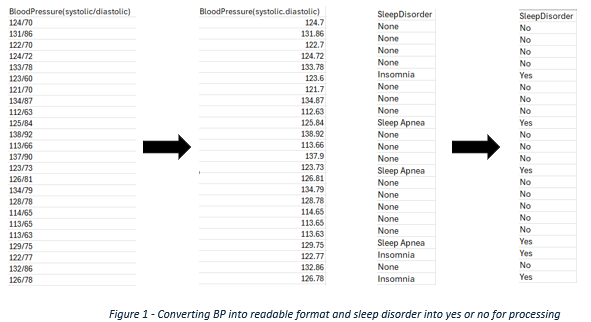 BloodPressure(systolic/diastolic)
124/70
131/86
122/70
124/72
133/78
123/60
121/70
134/87
112/63
125/84
138/92
113/66
137/90
123/73
126/81
134/79
128/78
114/65
113/65
113/63
129/75
122/77
132/86
126/78
BloodPressure(systolic.diastolic)
124.7
131.86
122.7
124.72
133.78
123.6
121.7
134.87
112.63
125.84
138.92
113.66
137.9
123.73
126.81
134.79
128.78
114.65
113.65
113.63
129.75
122.77
132.86
126.78
SleepDisorder
None
None
None
None
Insomnia
None
None
None
Sleep Apnea
None
None
None
Sleep Apnea
None
None
None
None
None
Sleep Apnea
Insomnia
None
Insomnia
SleepDisorder
No
No
No
No
Yes
No
No
No
Yes
No
No
No
Yes
No
No
No
No
No
Yes
Yes
No
Yes
Figure 1 - Converting BP into readable format and sleep disorder into yes or no for processing